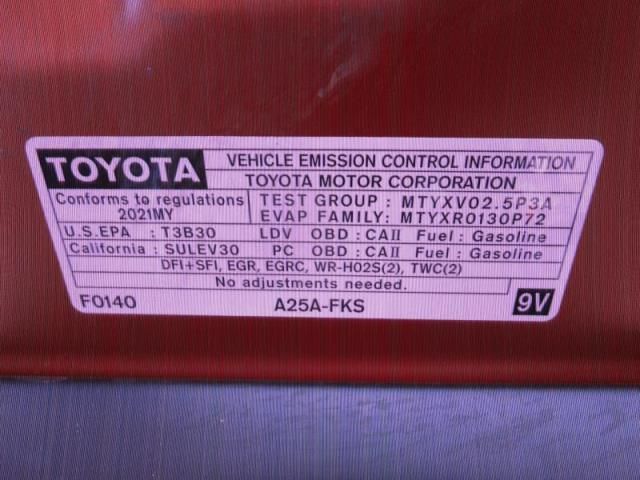 TOYOTA
VEHICLE EMISSION CONTROL INFORMATION
TOYOTA MOTOR CORPORATION
Conforms to regulations
2021MY
TEST GROUP : MTYXV02.5P3A
EVAP FAMILY: MTYXR0130P72
U.S.EPA : T3B30 LDV OBD : CAII Fuel : Gasoline
California : SULEV30 PC OBD : CAII Fuel : Gasoline
DFI+SFI, EGR, EGRC, WR-HO2S(2), TWC(2)
No adjustments needed.
F0140 A25A-FKS 9V